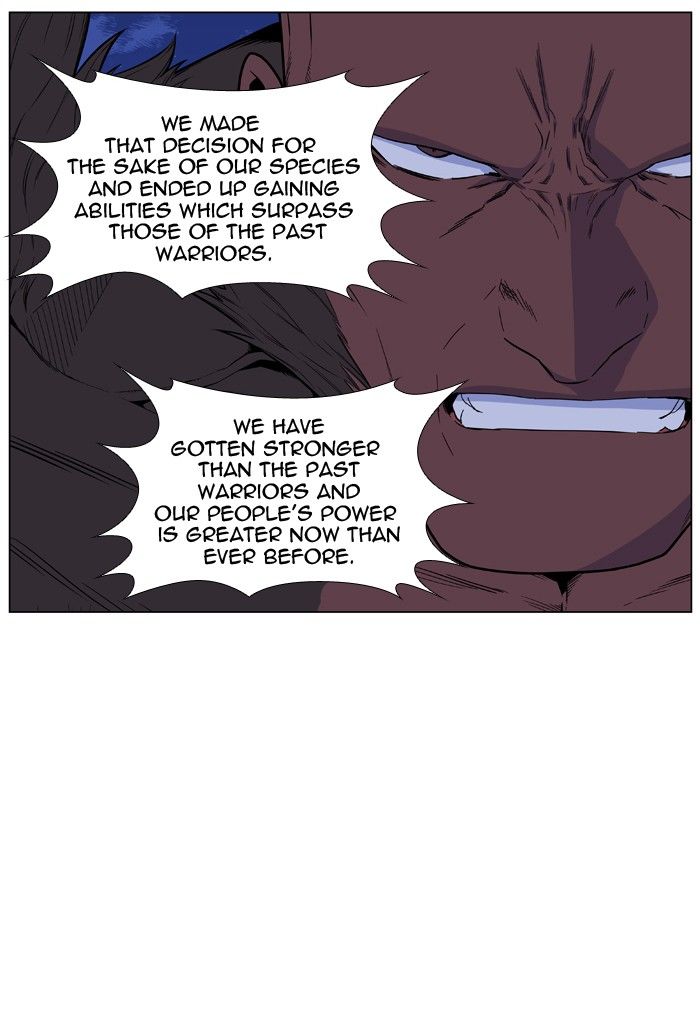 WE MADE
THAT DECISION FOR
THE SAKE OF OUR SPECIES
AND ENDED UP GAINING
ABILITIES WHICH SURPASS
THOSE OF THE PAST
WARRIORS.
WE HAVE
GOTTEN STRONGER
THAN THE PAST
WARRIORS AND
OUR PEOPLE'S POWER
IS GREATER NOW THAN
EVER BEFORE.